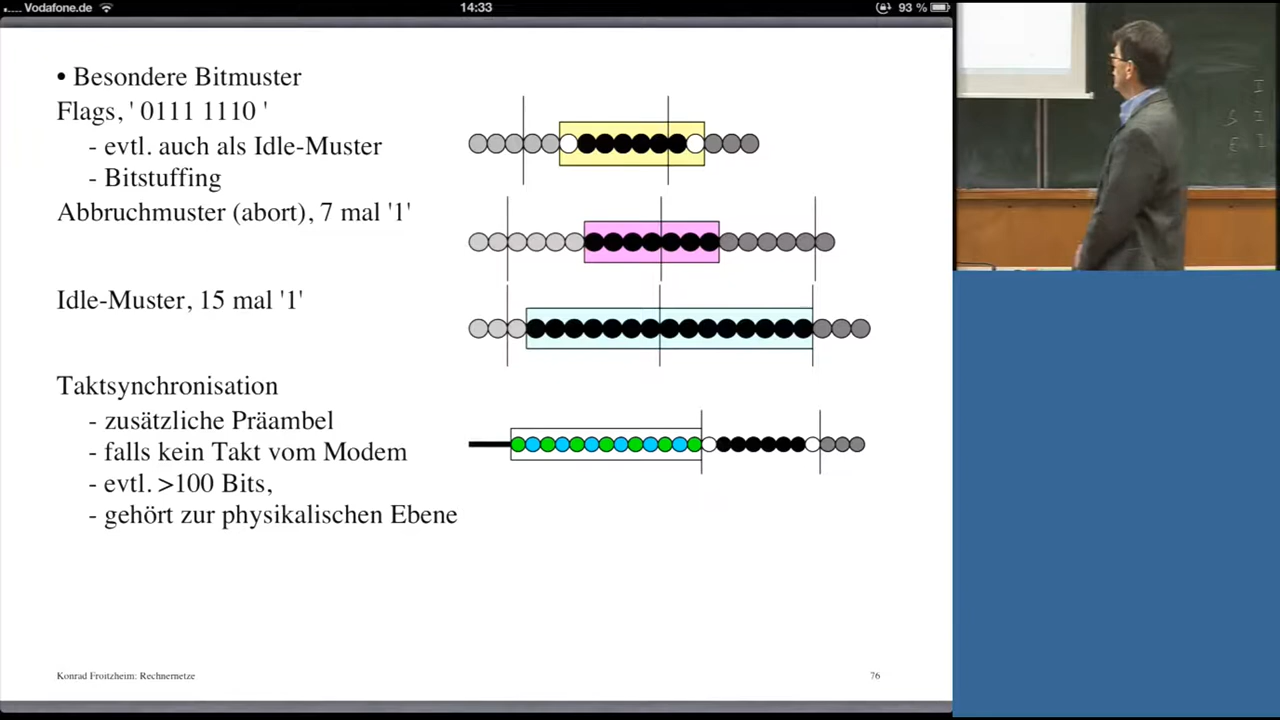 Vodafone.de
14:33
93 %
• Besondere Bitmuster
Flags, ' 0111 1110 '
- evtl. auch als Idle-Muster
- Bitstuffing
Abbruchmuster (abort), 7 mal '1'
Idle-Muster, 15 mal '1'
Taktsynchronisation
- zusätzliche Präambel
- falls kein Takt vom Modem
- evtl. >100 Bits,
- gehört zur physikalischen Ebene
Konrad Froitzheim: Rechnernetze
76